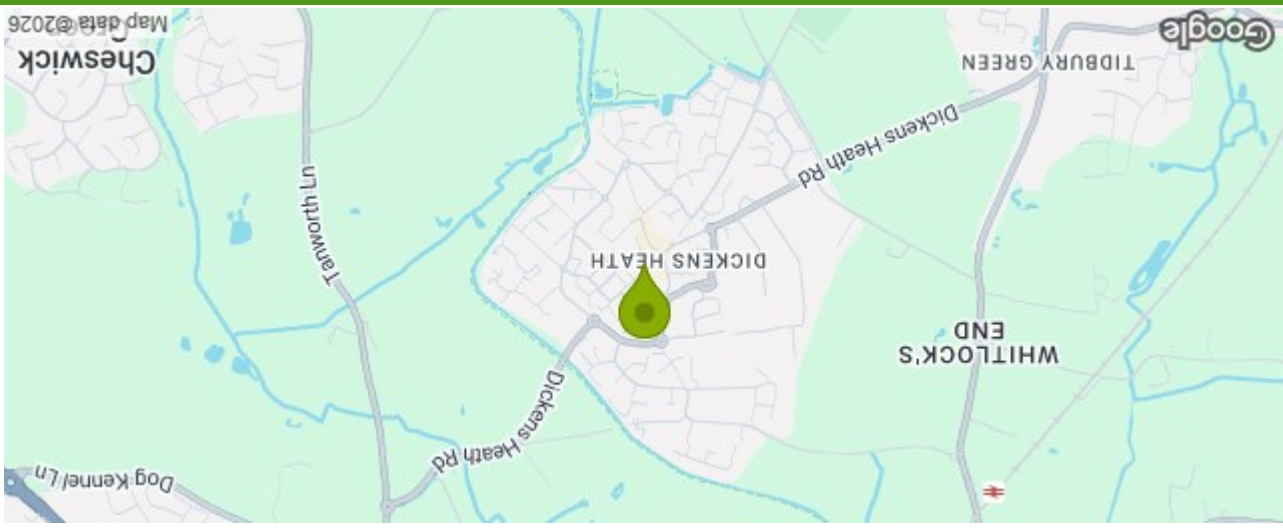 Dog Kennel Ln
Dickens Heath Rd
WHITLOCK'S
END
DICKENS HEATH
Tanworth Ln
Dickens Heath Rd
TIDBURY GREEN
Cheswick
Green
Google
Map data ©2026